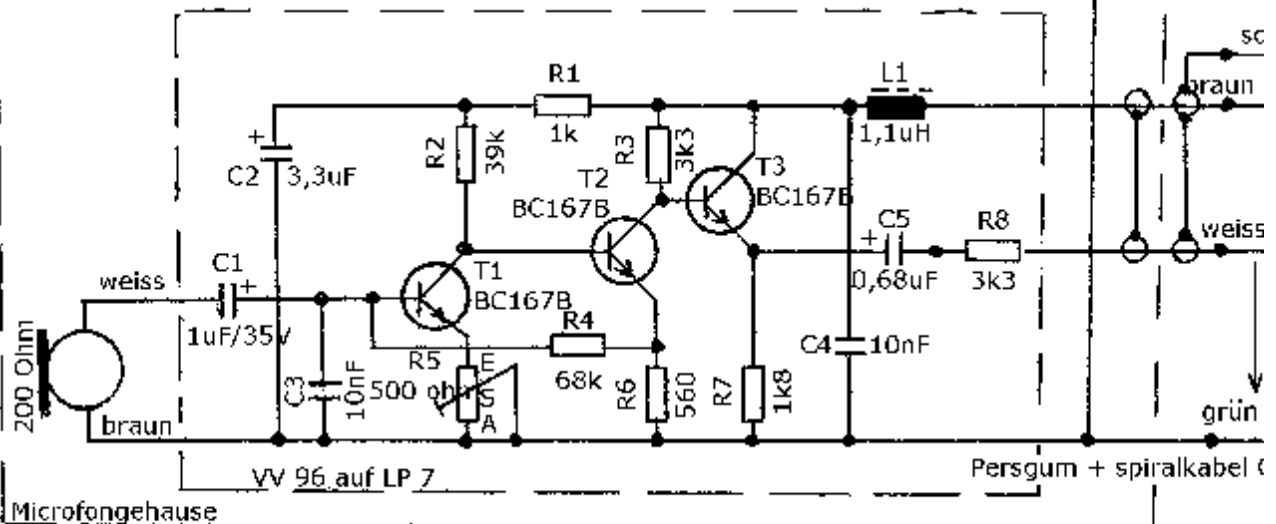 sc
R1
L1
braun
1k
1,1uH
R2
39k
R3
3k3
C2
+
3,3uF
T2
BC167B
T3
BC167B
C5
+
0,68uF
R8
3k3
weiss
weiss
C1
+
1uF/35V
T1
BC167B
R4
68k
C4
10nF
200 Ohm
C3
10nF
R5
500 ohm
E
S
A
R6
560
R7
1k8
grün
braun
VV 96 auf LP 7
Persgum + spiralkabel
Microfongehause